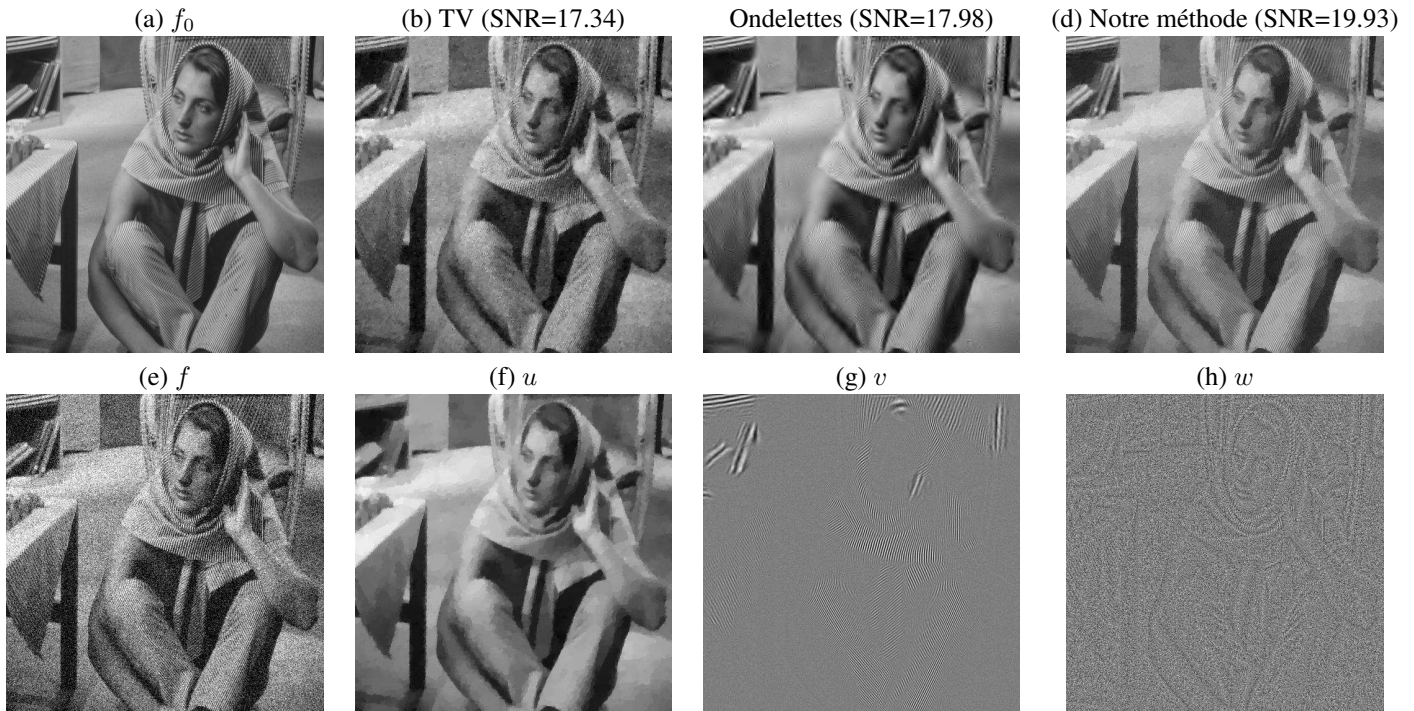 (a) f₀
(b) TV (SNR=17.34)
Ondelettes (SNR=17.98)
(d) Notre méthode (SNR=19.93)
(e) f
(f) u
(g) v
(h) w